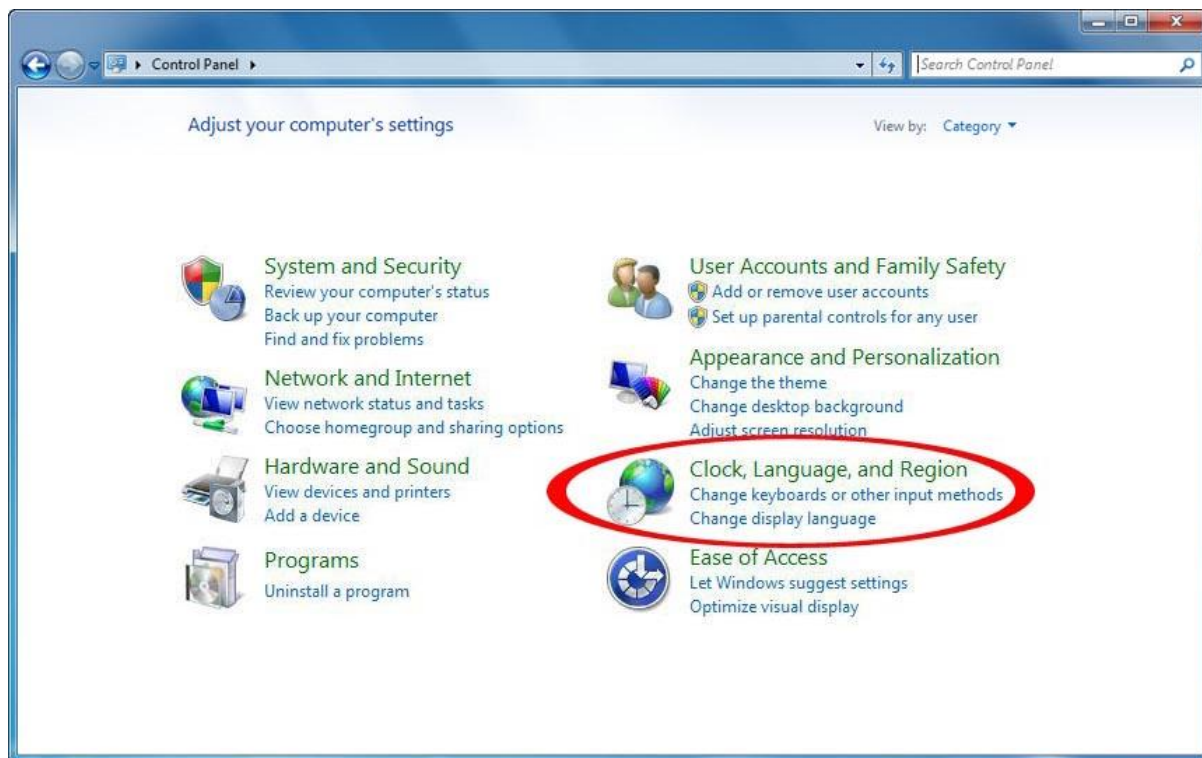 Control Panel
Search Control Panel
Adjust your computer's settings
View by: Category
System and Security
Review your computer's status
Back up your computer
Find and fix problems
Network and Internet
View network status and tasks
Choose homegroup and sharing options
Hardware and Sound
View devices and printers
Add a device
Programs
Uninstall a program
User Accounts and Family Safety
Add or remove user accounts
Set up parental controls for any user
Appearance and Personalization
Change the theme
Change desktop background
Adjust screen resolution
Clock, Language, and Region
Change keyboards or other input methods
Change display language
Ease of Access
Let Windows suggest settings
Optimize visual display